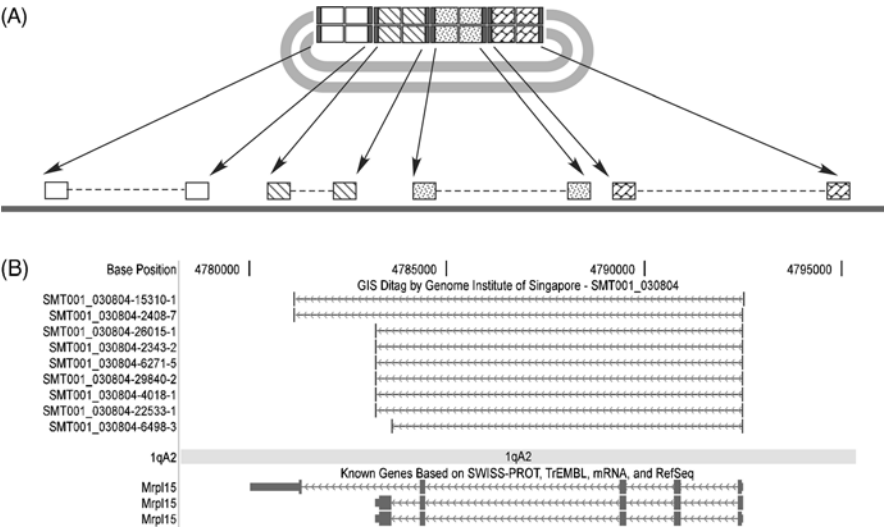 (A)
(B)
Base Position 4780000 4785000 4790000 4795000
GIS Ditag by Genome Institute of Singapore - SMT001_030804
SMT001_030804-15310-1
SMT001_030804-2408-7
SMT001_030804-26015-1
SMT001_030804-2343-2
SMT001_030804-6271-5
SMT001_030804-29840-2
SMT001_030804-4018-1
SMT001_030804-22533-1
SMT001_030804-6498-3
1qA2 1qA2
Known Genes Based on SWISS-PROT, TrEMBL, mRNA, and RefSeq
Mrpl15
Mrpl15
Mrpl15